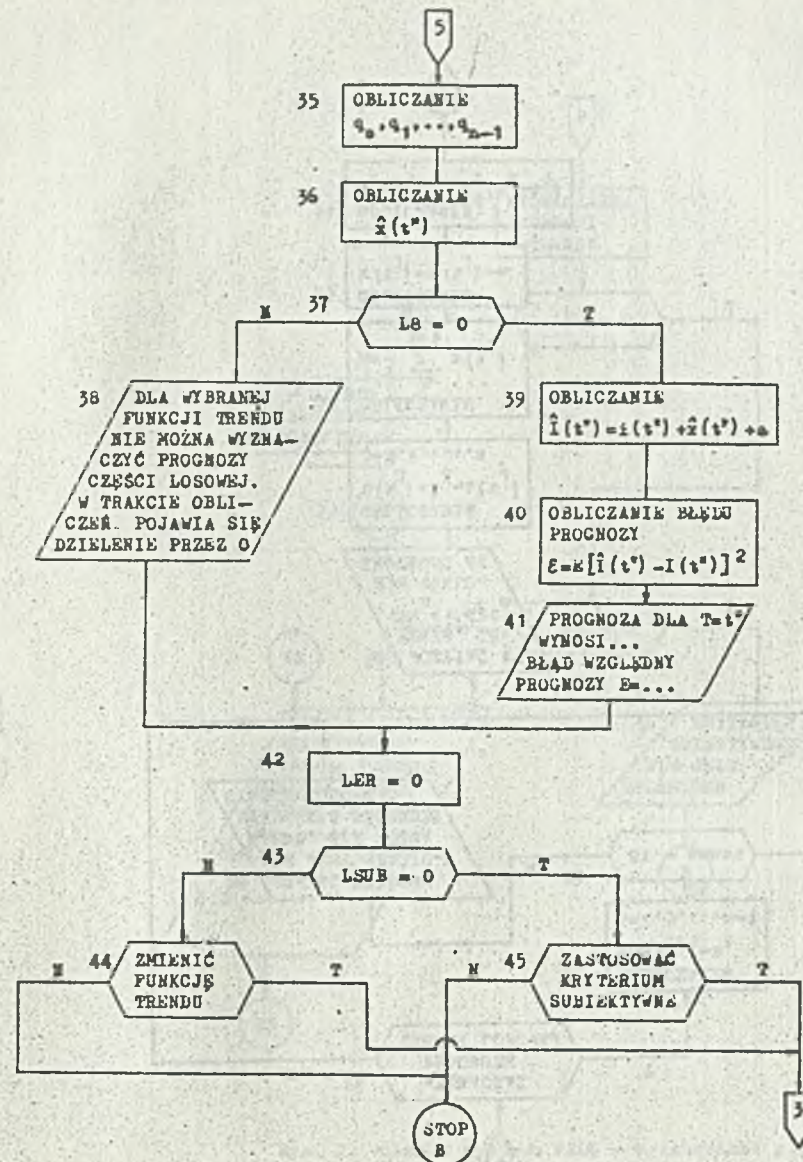 5
35
OBLICZANIE
q₀,q₁,...,qₙ₋₁
36
OBLICZANIE
x̂(t*)
37
N
L8 = 0
T
38
DLA WYBRANEJ
FUNKCJI TRENDU
NIE MOŻNA WYZNA-
CZYĆ PROGNOZY
CZĘŚCI LOSOWEJ.
W TRAKCIE OBLI-
CZEŃ POJAWIA SIĘ
DZIELENIE PRZEZ 0
39
OBLICZANIE
Î(t*)=i(t*)+x̂(t*)+a
40
OBLICZANIE BŁĘDU
PROGNOZY
ε=E[Î(t*)-I(t*)]²
41
PROGNOZA DLA T=t*
WYNOSI...
BŁĄD WZGLĘDNY
PROGNOZY E=...
42
LER = 0
43
N
LSUB = 0
T
N
44
ZMIENIĆ
FUNKCJĘ
TRENDU
T
N
45
ZASTOSOWAĆ
KRYTERIUM
SUBIEKTYWNE
T
STOP
B
3